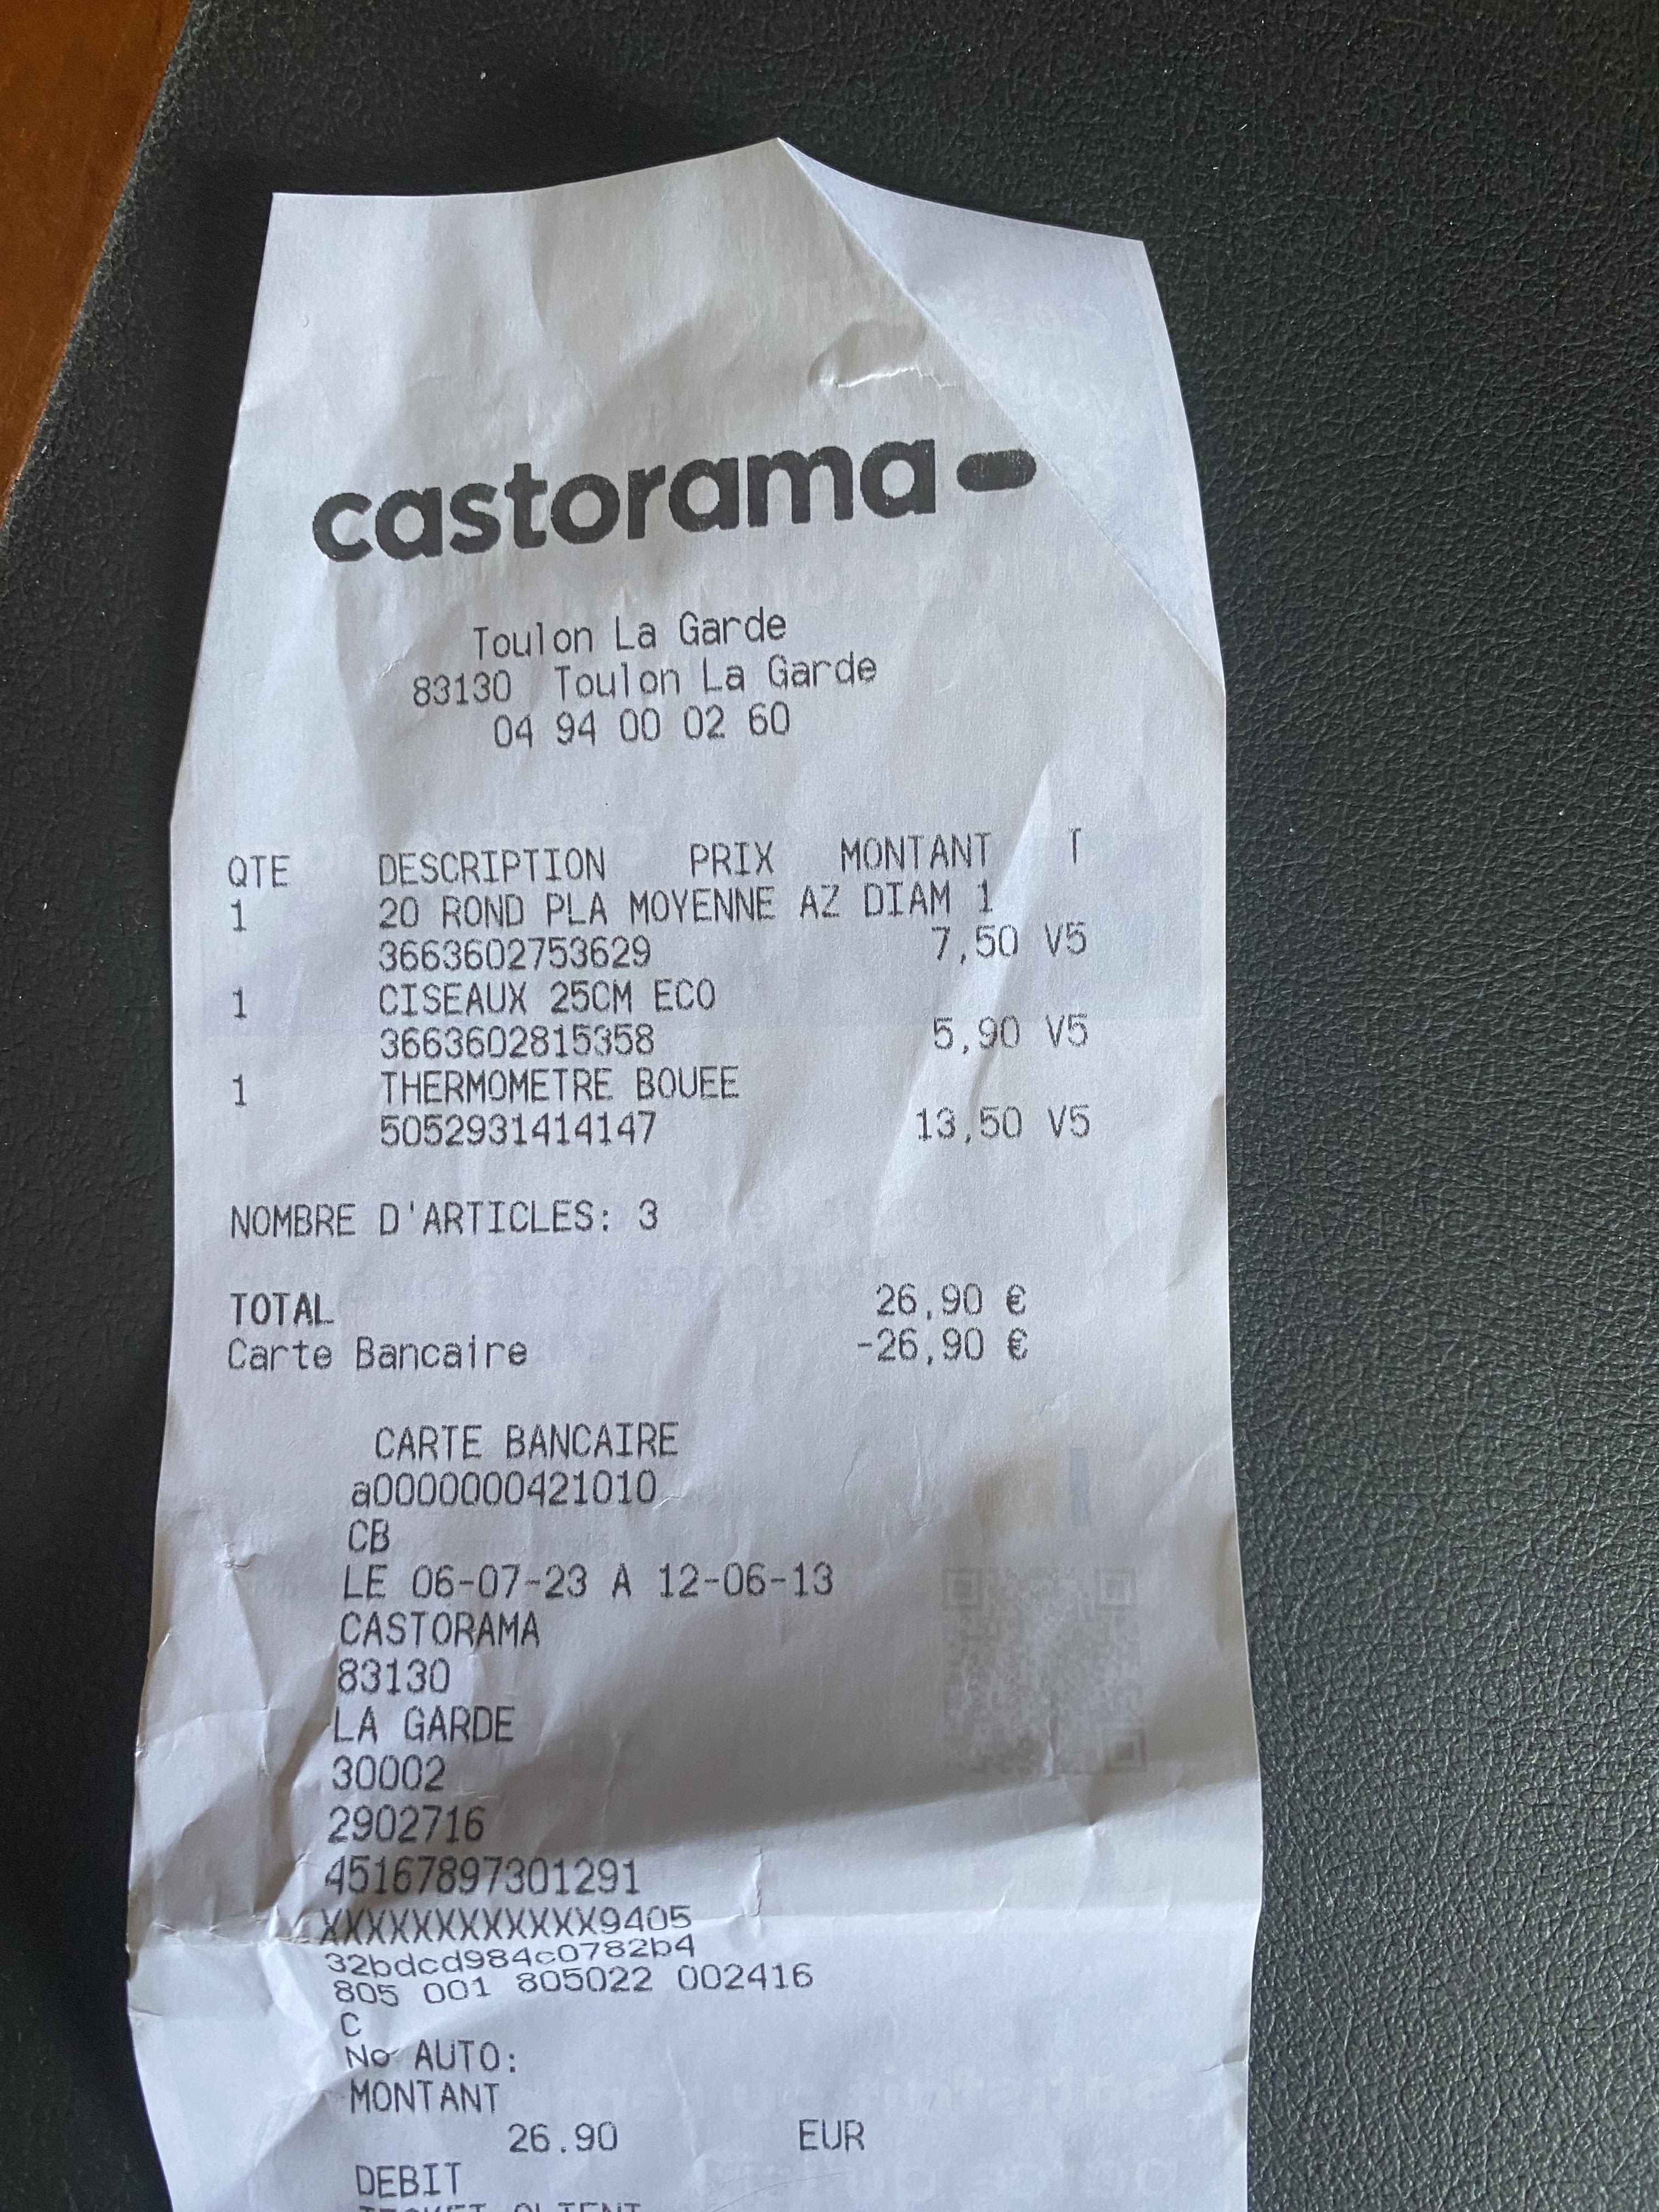 castorama
Toulon La Garde
83130 Toulon La Garde
04 94 00 02 60
QTE DESCRIPTION PRIX MONTANT T
1 20 ROND PLA MOYENNE AZ DIAM 1
3663602753629 7,50 V5
1 CISEAUX 25CM ECO
3663602815358 5,90 V5
1 THERMOMETRE BOUEE
5052931414147 13,50 V5
NOMBRE D'ARTICLES: 3
TOTAL 26,90 €
Carte Bancaire -26,90 €
CARTE BANCAIRE
a0000000421010
CB
LE 06-07-23 A 12-06-13
CASTORAMA
83130
LA GARDE
30002
2902716
45167897301291
XXXXXXXXXXXX9405
32bdcd984c0782b4
805 001 805022 002416
C
No AUTO:
MONTANT
26.90 EUR
DEBIT
TICKET CLIENT